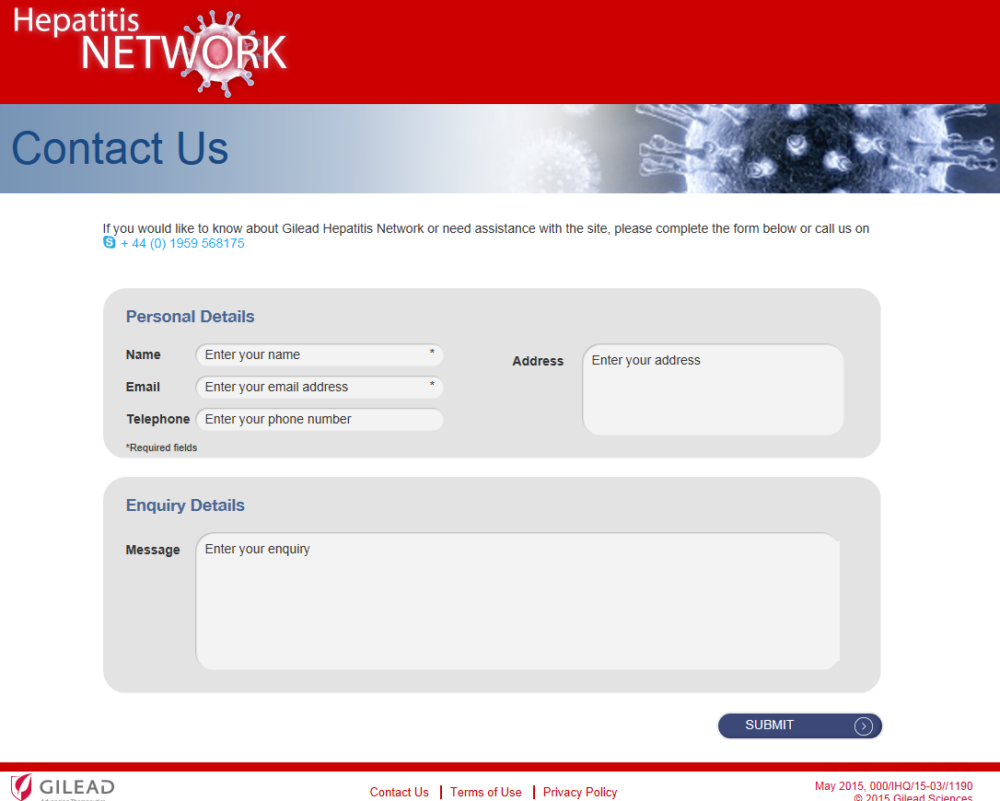 Hepatitis
NETWORK
Contact Us
If you would like to know about Gilead Hepatitis Network or need assistance with the site, please complete the form below or call us on
+ 44 (0) 1959 568175
Personal Details
Name Enter your name *
Email Enter your email address *
Telephone Enter your phone number
*Required fields
Address Enter your address
Enquiry Details
Message Enter your enquiry
SUBMIT
GILEAD
Contact Us | Terms of Use | Privacy Policy
May 2015, 000/IHQ/15-03//1190
© 2015 Gilead Sciences